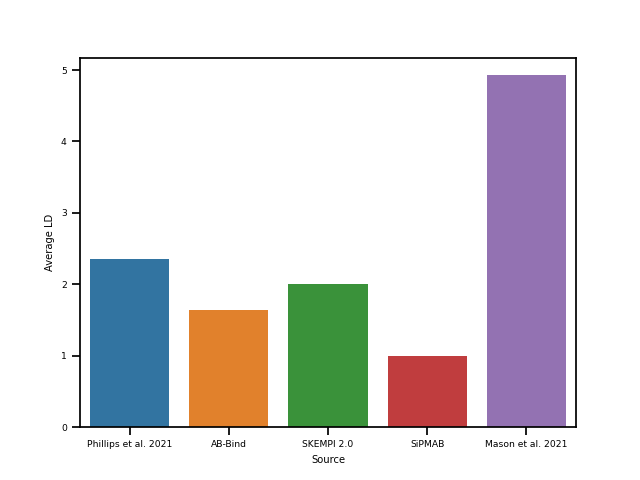 5
4
3
2
1
0
Average LD
Phillips et al. 2021
AB-Bind
SKEMPI 2.0
SiPMAB
Mason et al. 2021
Source